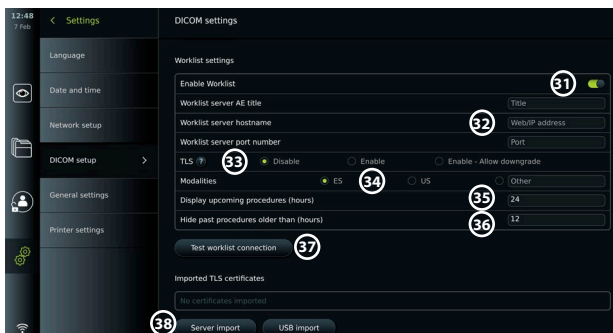 12:48
7 Feb
Settings
DICOM settings
Language
Date and time
Network setup
DICOM setup
General settings
Printer settings
Worklist settings
Enable Worklist 31
Worklist server AE title Title
Worklist server hostname 32 Web/IP address
Worklist server port number Port
TLS ? 33 Disable Enable Enable - Allow downgrade
Modalities ES 34 US Other
Display upcoming procedures (hours) 35 24
Hide past procedures older than (hours) 36 12
Test worklist connection 37
Imported TLS certificates
No certificates imported
38 Server import USB import